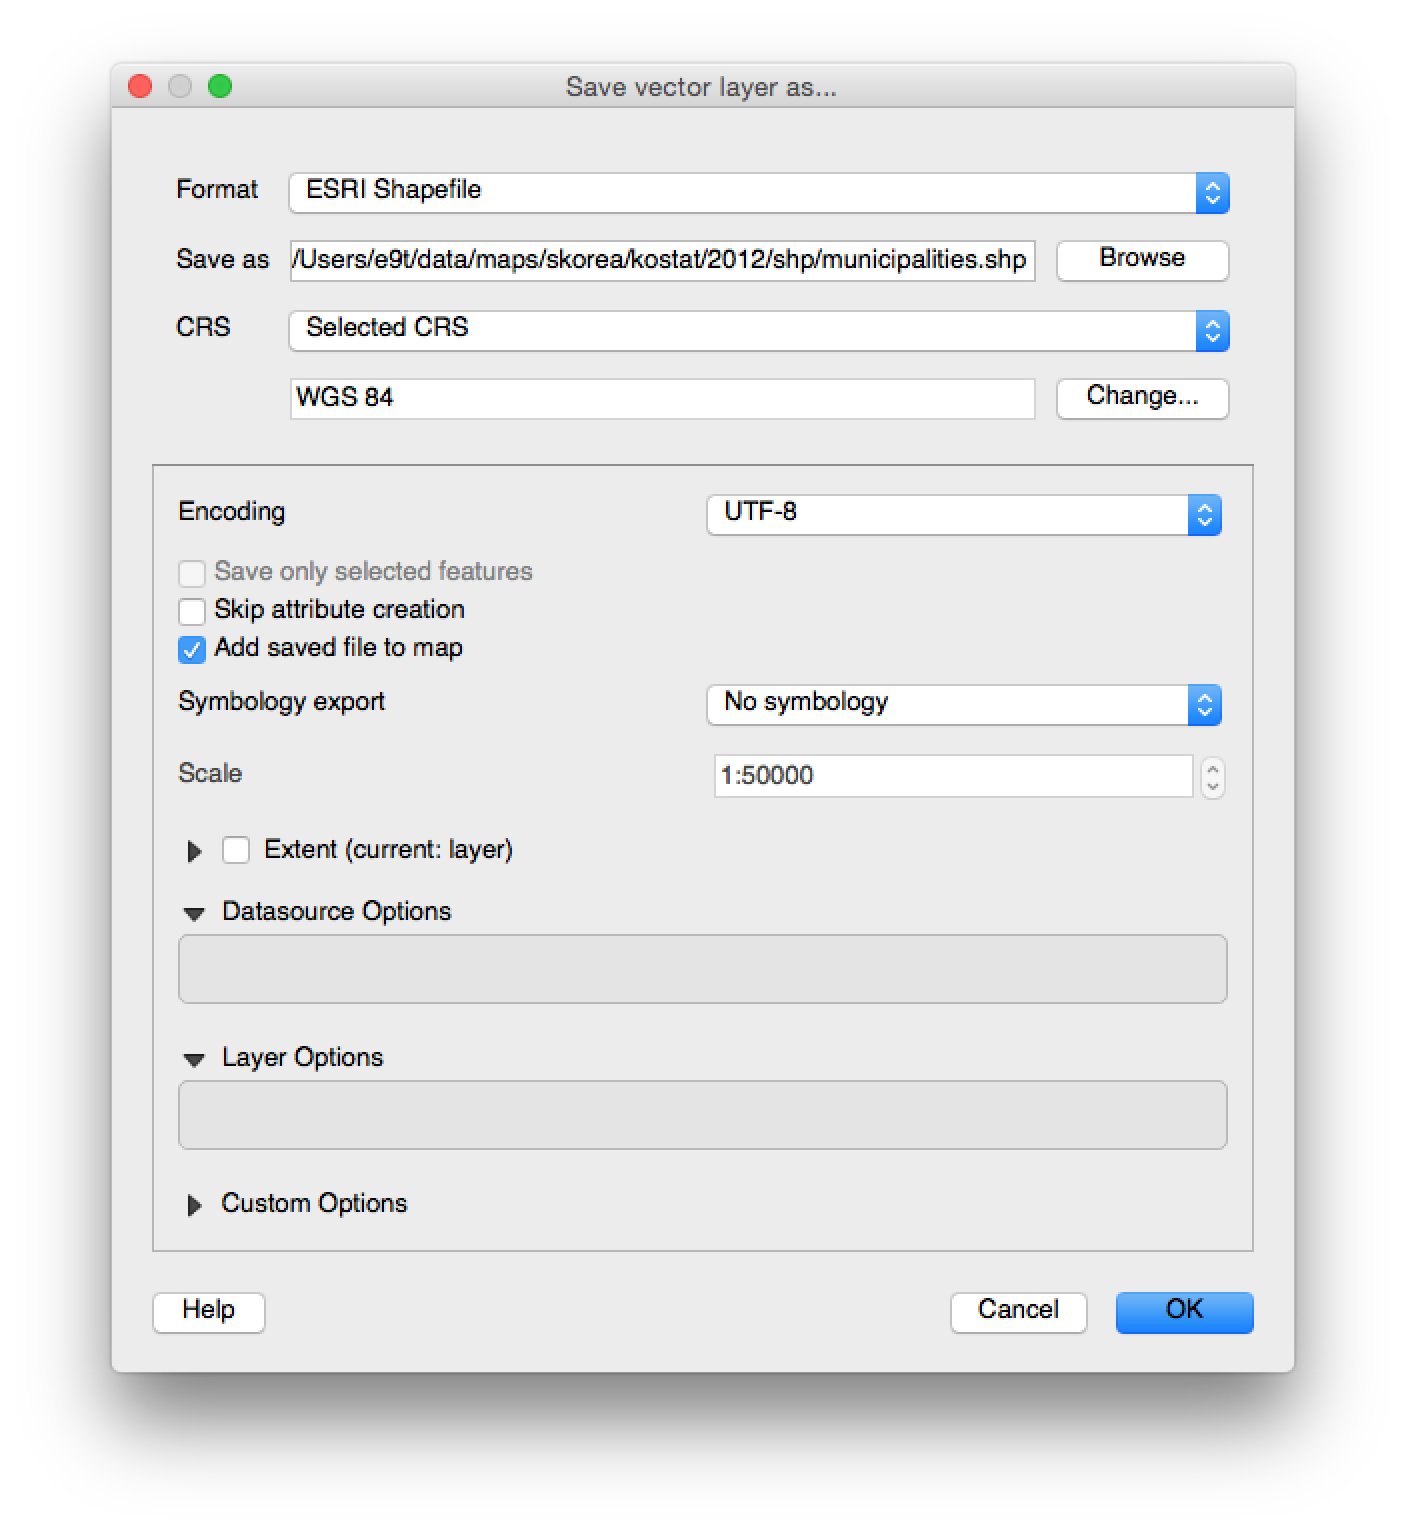 Save vector layer as...
Format ESRI Shapefile
Save as /Users/e9t/data/maps/skorea/kostat/2012/shp/municipalities.shp Browse
CRS Selected CRS
WGS 84 Change...
Encoding UTF-8
Save only selected features
Skip attribute creation
Add saved file to map
Symbology export No symbology
Scale 1:50000
Extent (current: layer)
Datasource Options
Layer Options
Custom Options
Help Cancel OK